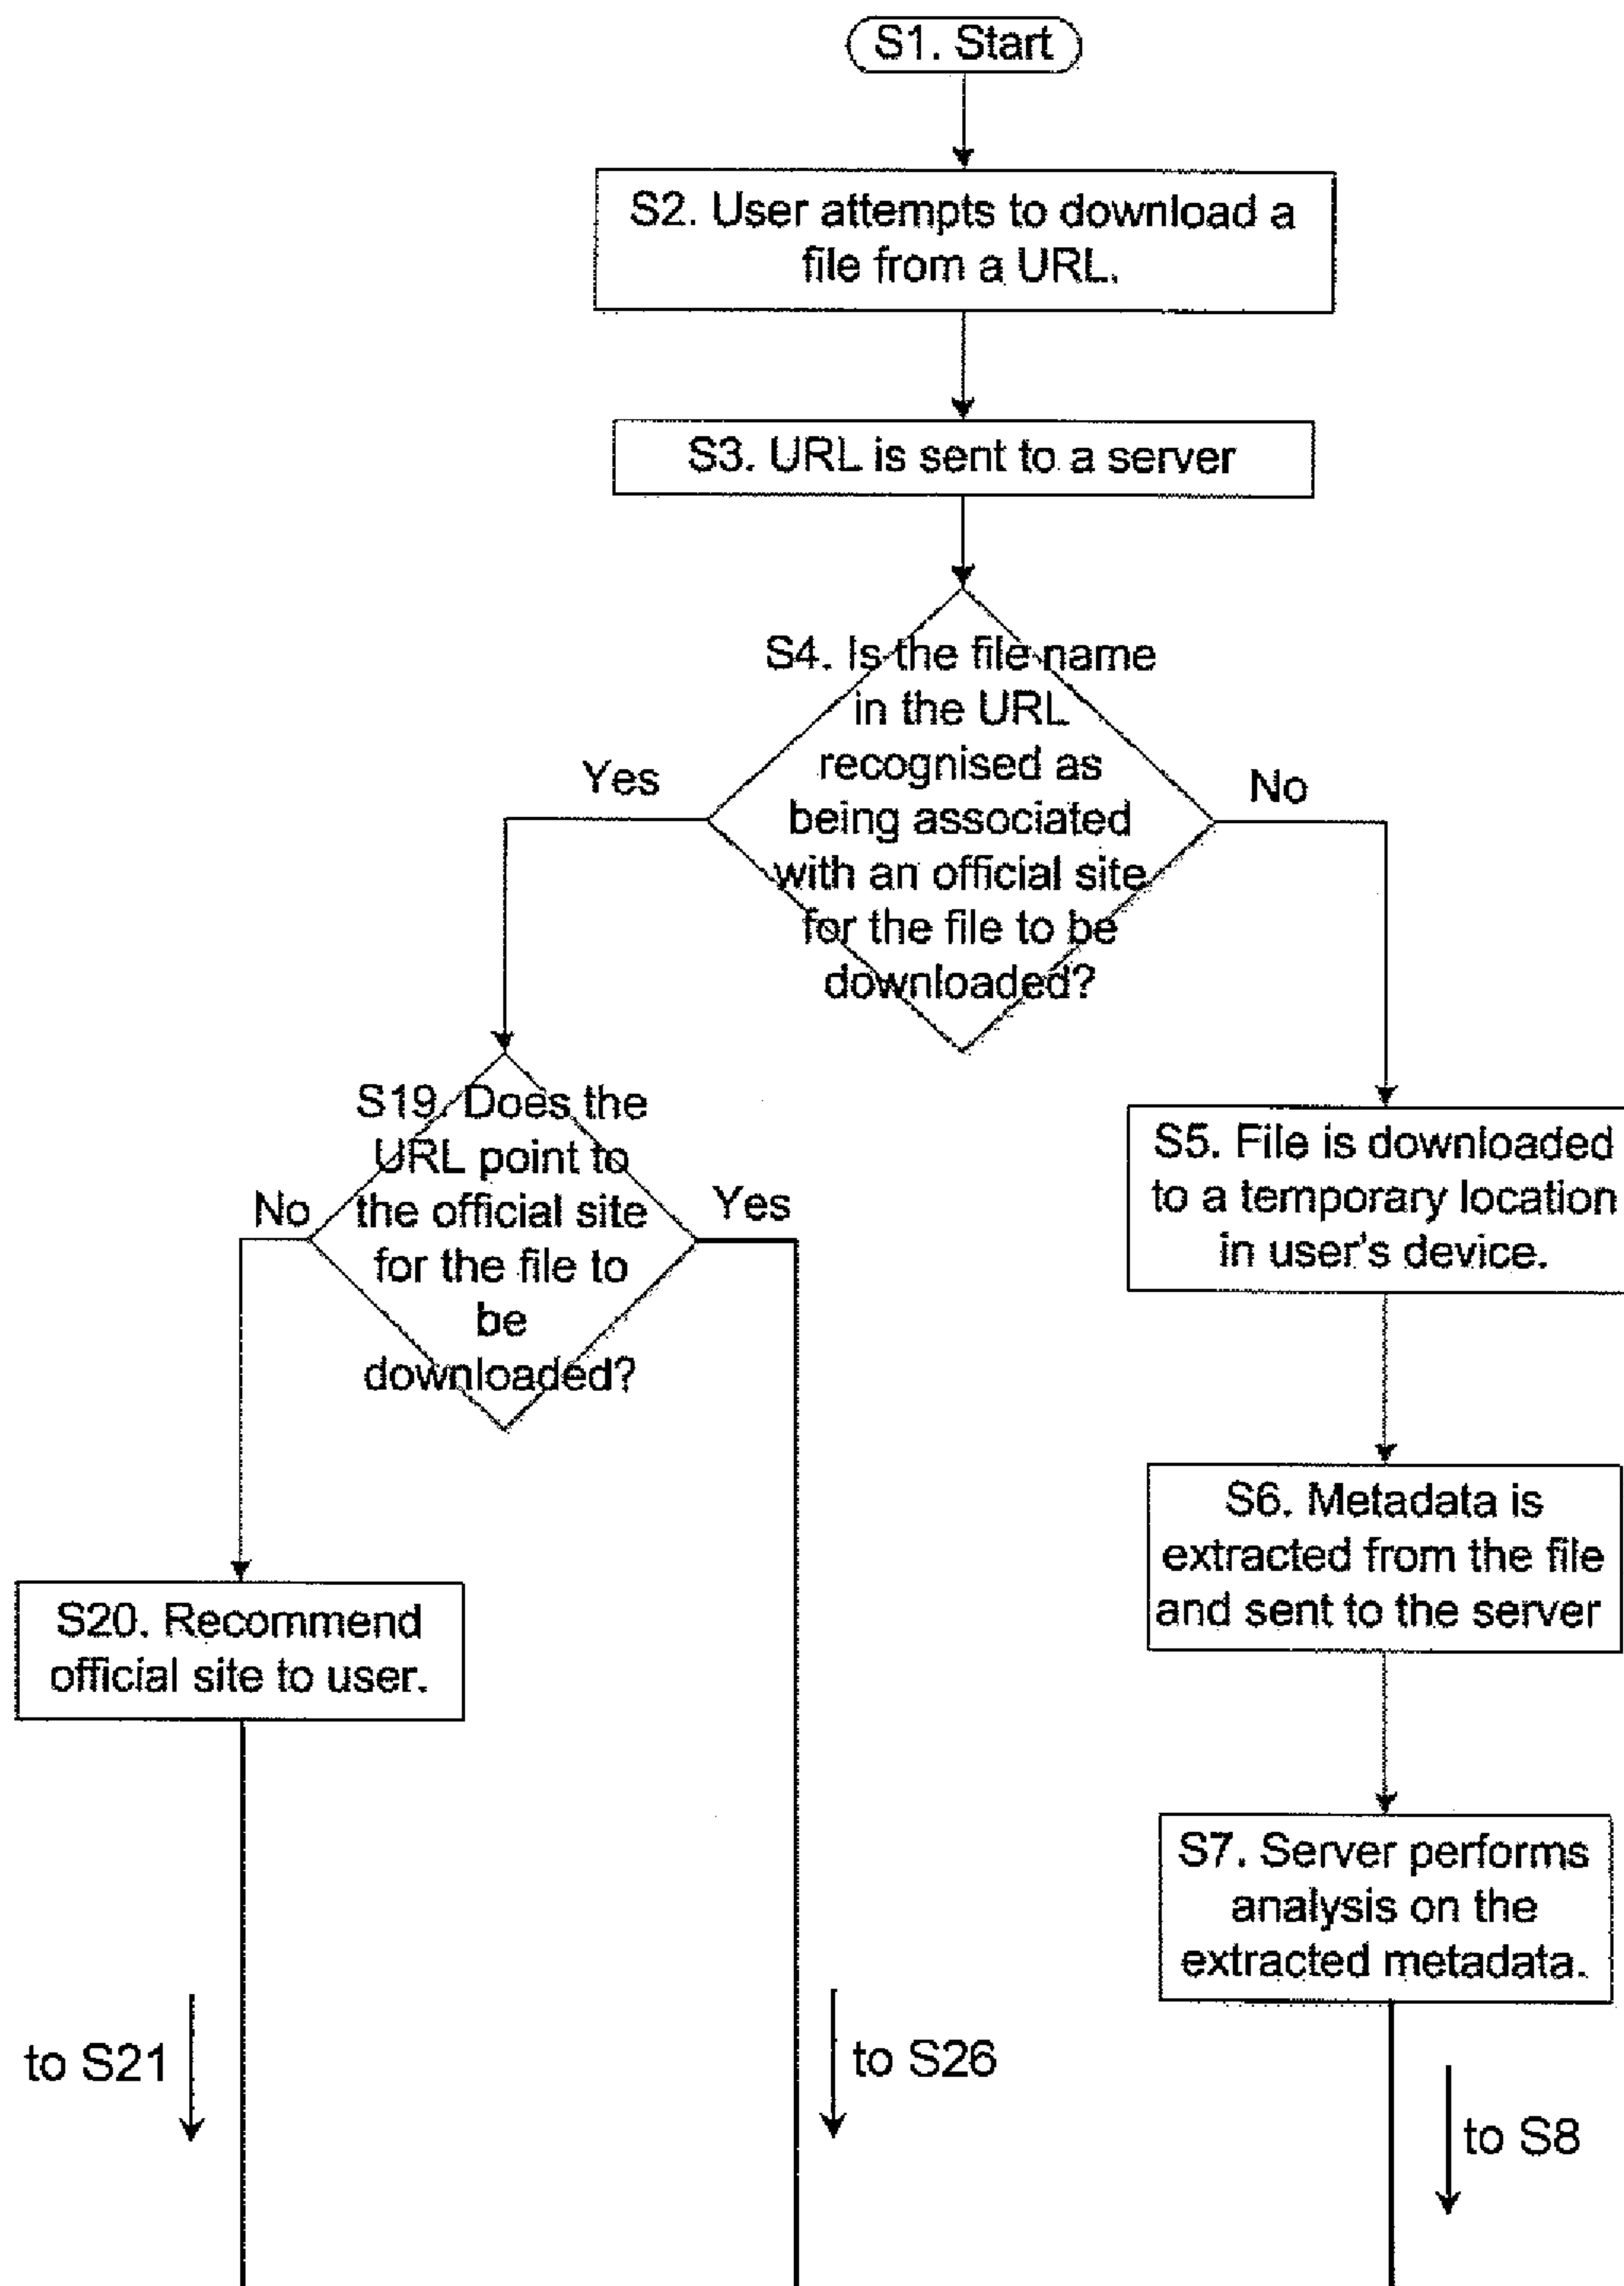 S1. Start
S2. User attempts to download a
file from a URL.
S3. URL is sent to a server
S4. Is the file name
in the URL
recognised as
being associated
with an official site
for the file to be
downloaded?
Yes
No
S19. Does the
URL point to
the official site
for the file to
be
downloaded?
No
Yes
S5. File is downloaded
to a temporary location
in user's device.
S6. Metadata is
extracted from the file
and sent to the server
S20. Recommend
official site to user.
S7. Server performs
analysis on the
extracted metadata.
to S21
to S26
to S8